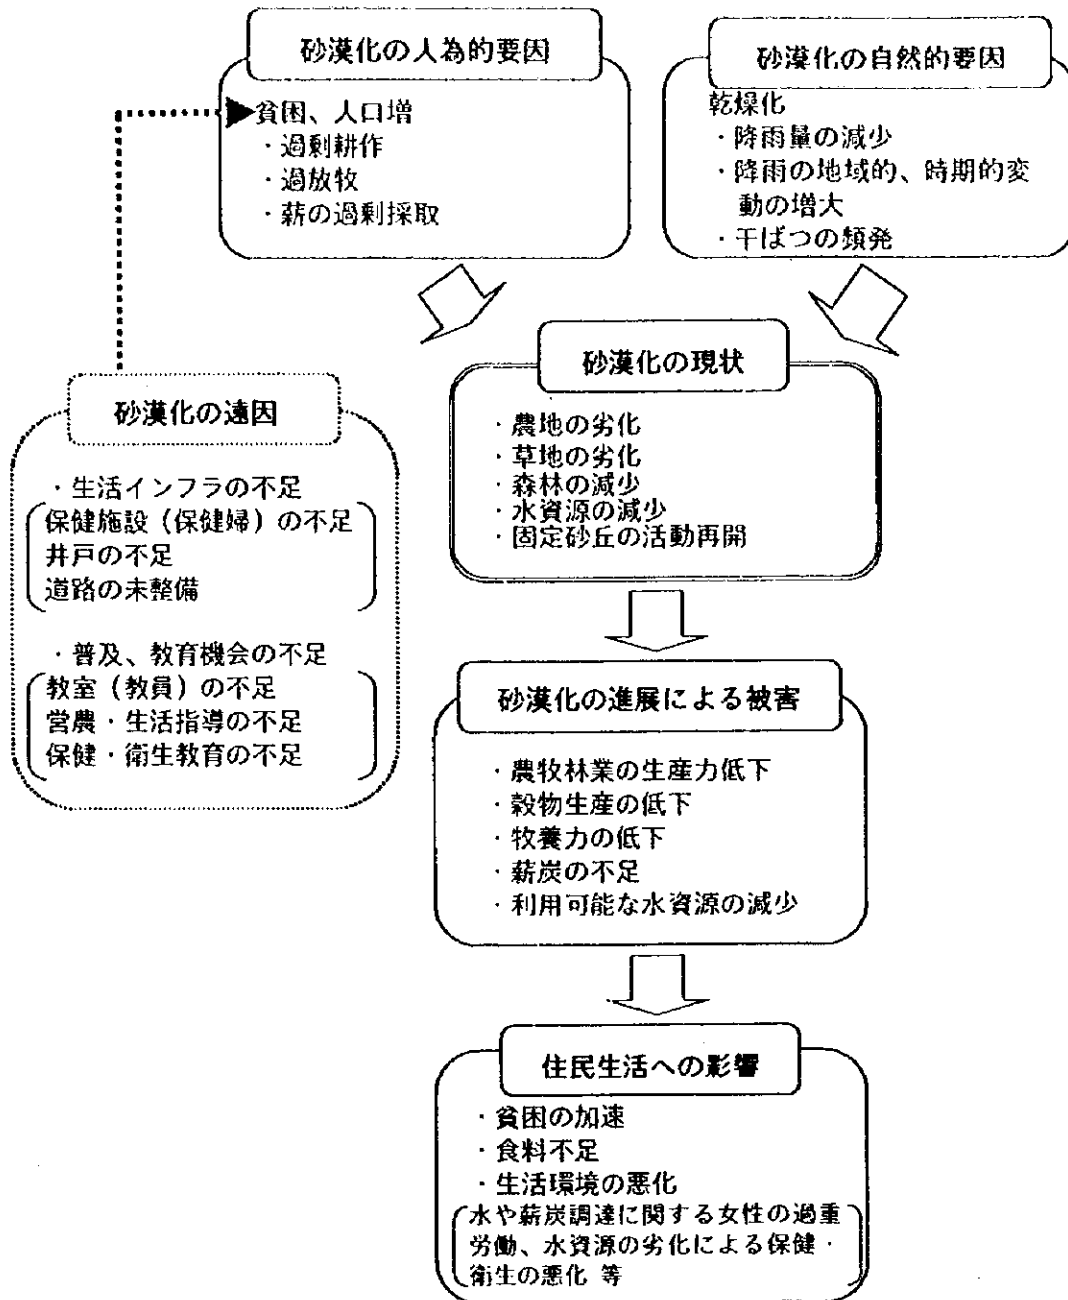 砂漠化の人為的要因
貧困、人口増
・過剰耕作
・過放牧
・薪の過剰採取
砂漠化の自然的要因
乾燥化
・降雨量の減少
・降雨の地域的、時期的変
動の増大
・干ばつの頻発
砂漠化の現状
・農地の劣化
・草地の劣化
・森林の減少
・水資源の減少
・固定砂丘の活動再開
砂漠化の遠因
・生活インフラの不足
保健施設（保健婦）の不足
井戸の不足
道路の未整備
・普及、教育機会の不足
教室（教員）の不足
営農・生活指導の不足
保健・衛生教育の不足
砂漠化の進展による被害
・農牧林業の生産力低下
・穀物生産の低下
・牧養力の低下
・薪炭の不足
・利用可能な水資源の減少
住民生活への影響
・貧困の加速
・食料不足
・生活環境の悪化
水や薪炭調達に関する女性の過重
労働、水資源の劣化による保健・
衛生の悪化 等